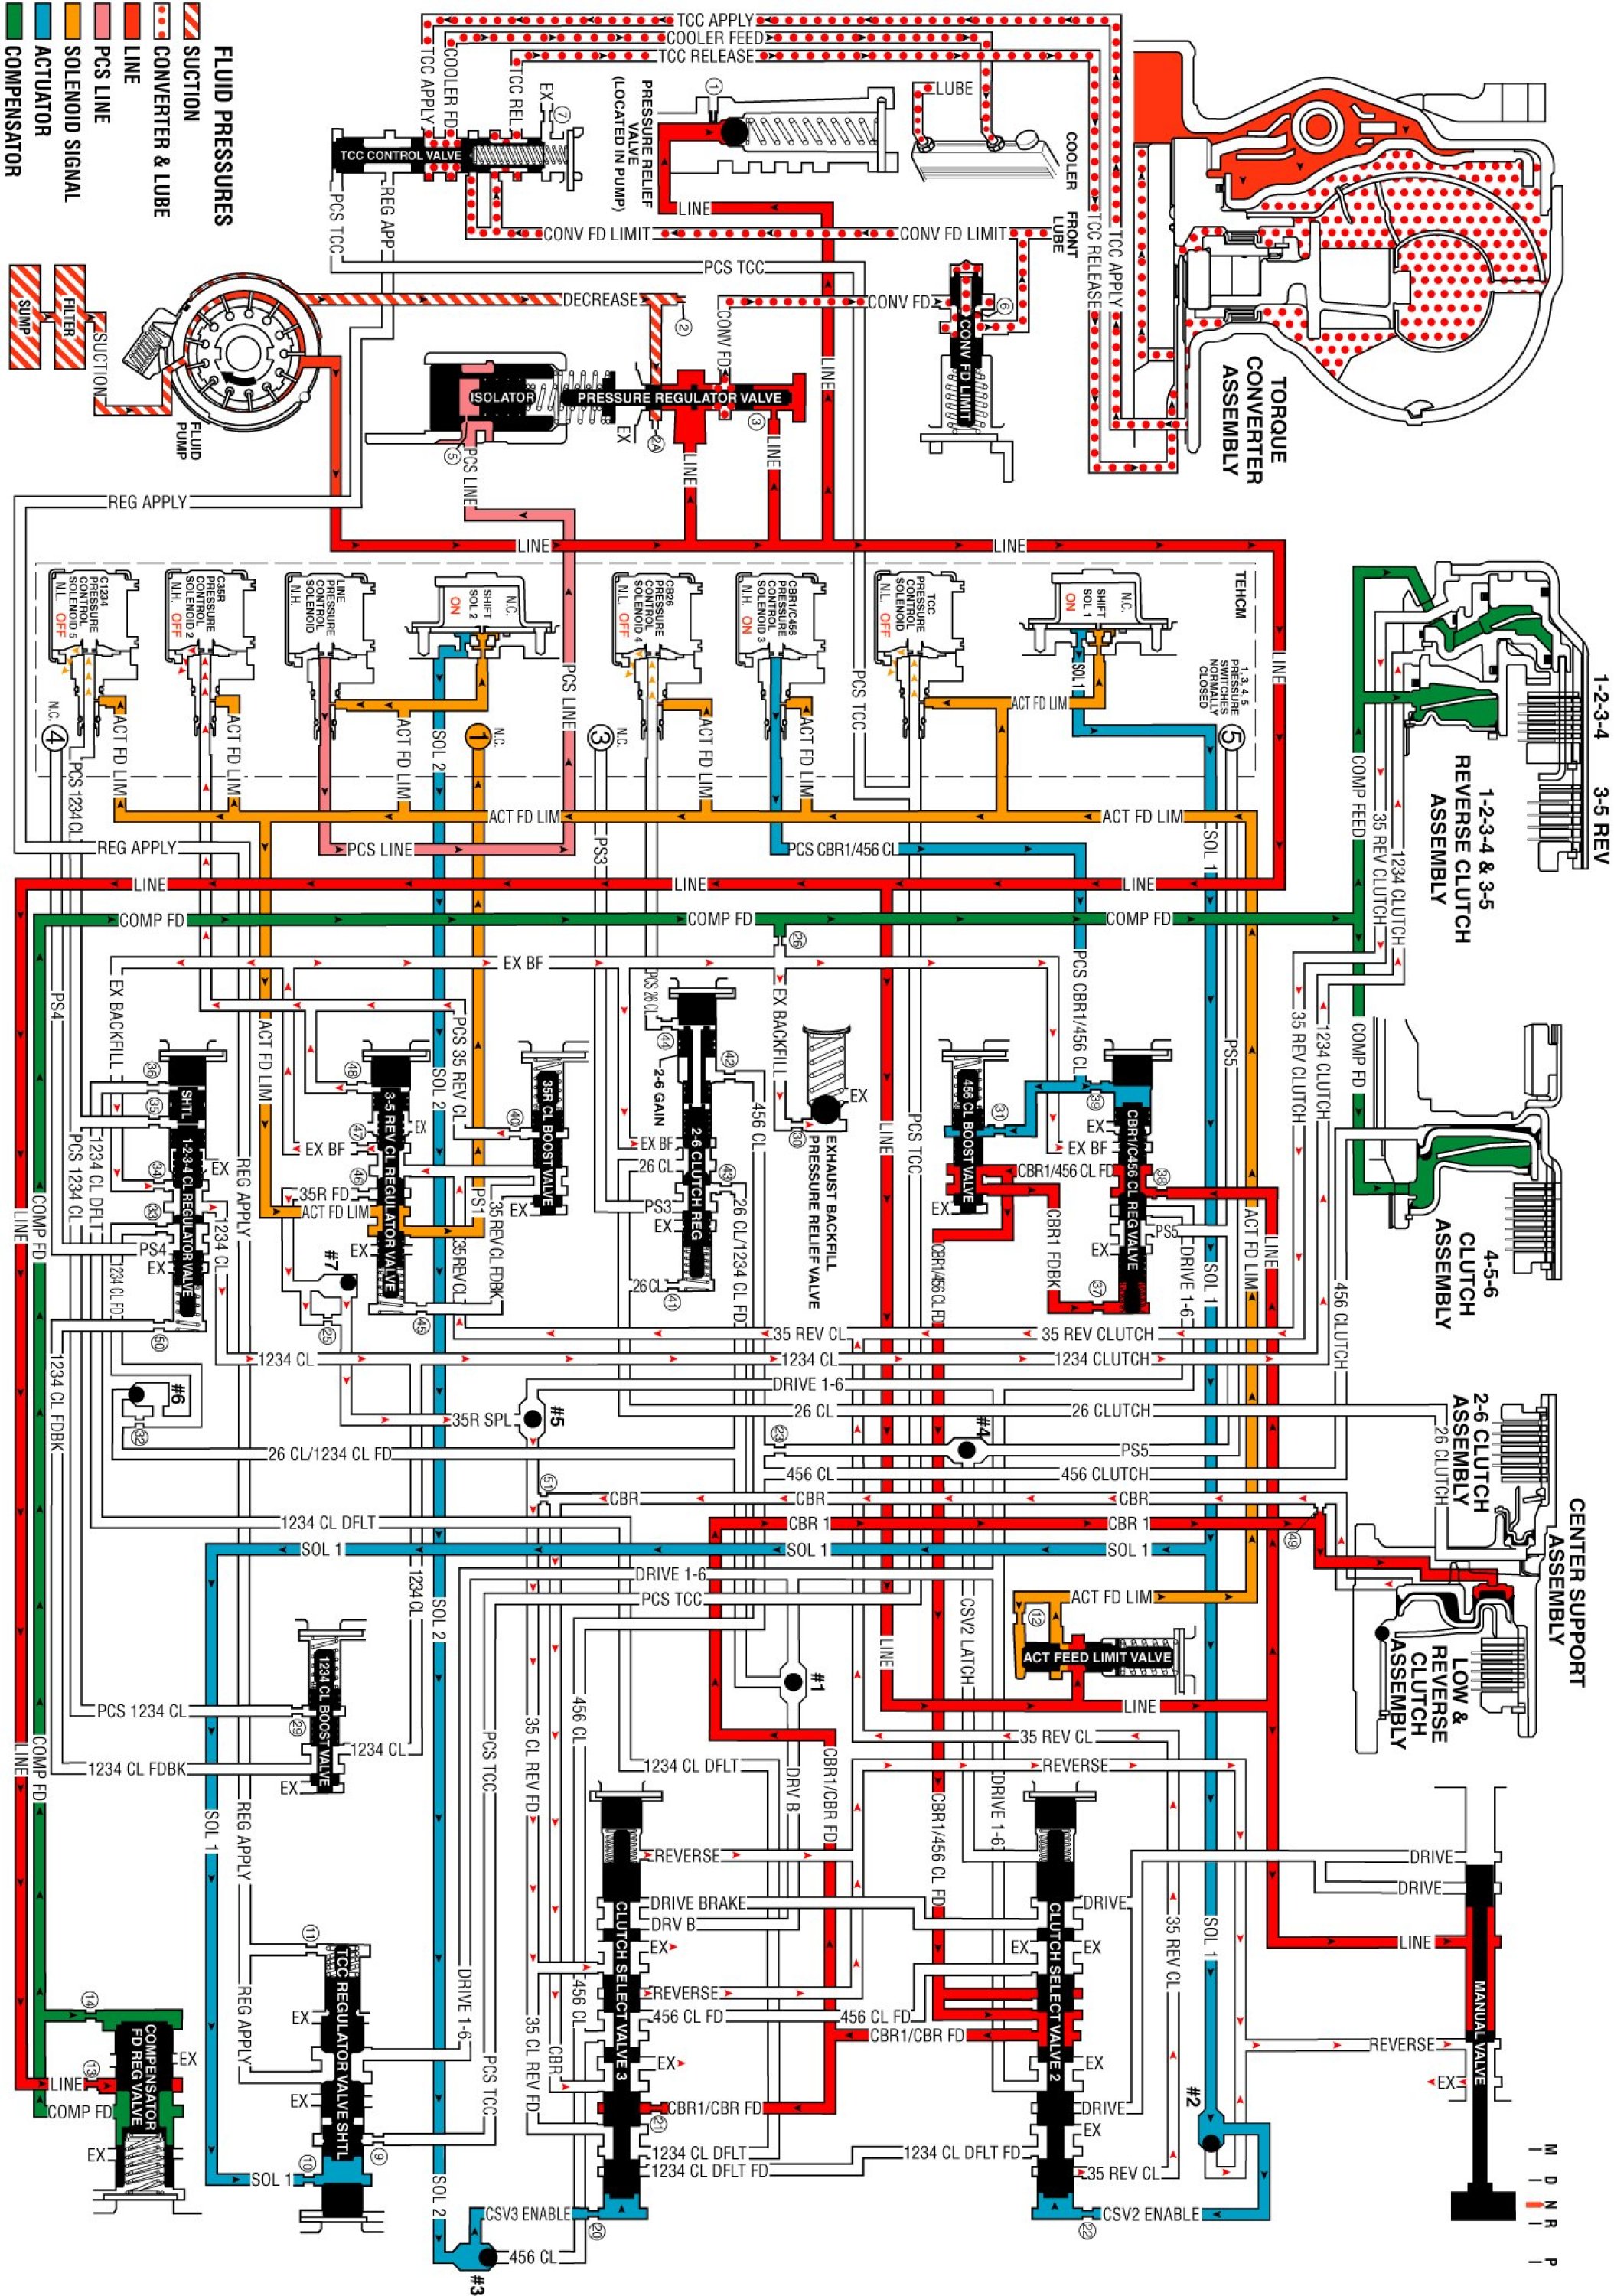 TCC APPLY
COOLER FEED
TCC RELEASE
TCC APPLY
COOLER FD
TCC REL
EX
7
TCC CONTROL VALVE
PCS TCC
REG APP
PRESSURE RELIEF
VALVE
(LOCATED IN PUMP)
1
LUBE
COOLER
FRONT
LUBE
LINE
CONV FD LIMIT
CONV FD LIMIT
PCS TCC
TCC RELEASE
TCC APPLY
TORQUE
CONVERTER
ASSEMBLY
FLUID PRESSURES
SUCTION
CONVERTER & LUBE
LINE
PCS LINE
SOLENOID SIGNAL
ACTUATOR
COMPENSATOR
SUMP
FILTER
SUCTION
FLUID
PUMP
DECREASE
2
CONV FD
CONV FD
6
CONV FD LIMIT
LINE
ISOLATOR
PRESSURE REGULATOR VALVE
EX
2A
3
5
PCS LINE
LINE
LINE
REG APPLY
LINE
LINE
TEHCM
C1234
PRESSURE
CONTROL
SOLENOID 5
N.L. OFF
C35R
PRESSURE
CONTROL
SOLENOID 2
N.H. OFF
LINE
PRESSURE
CONTROL
SOLENOID
N.H.
N.C.
SHIFT
SOL 2
ON
CB26
PRESSURE
CONTROL
SOLENOID 4
N.L. OFF
CBR1/C456
PRESSURE
CONTROL
SOLENOID 3
N.H. ON
TCC
PRESSURE
CONTROL
SOLENOID
N.L. OFF
N.C.
SHIFT
SOL 1
ON
1, 3, 4, 5
PRESSURE
SWITCHES
NORMALLY
CLOSED
SOL 1
ACT FD LIM
LINE
N.C.
4
PCS 1234 CL
ACT FD LIM
ACT FD LIM
ACT FD LIM
SOL 2
N.C.
1
PCS LINE
N.C.
3
ACT FD LIM
ACT FD LIM
PCS TCC
5
ACT FD LIM
ACT FD LIM
REG APPLY
PCS LINE
PS3
PCS CBR1/456 CL
SOL 1
LINE
LINE
LINE
COMP FD
COMP FD
COMP FD
26
COMP FEED
35 REV CLUTCH
1234 CLUTCH
1-2-3-4
3-5 REV
1-2-3-4 & 3-5
REVERSE CLUTCH
ASSEMBLY
EX BF
PS4
EX BACKFILL
ACT FD LIM
PCS 35 REV CL
SOL 2
PCS 26 CL
EX BACKFILL
PCS CBR1/456 CL
PS5
35 REV CLUTCH
1234 CLUTCH
COMP FD
4-5-6
CLUTCH
ASSEMBLY
36
35
34
33
SHTL
1-2-3-4 CL REGULATOR VALVE
EX
PS4
EX
50
1234 CL DFLT
PCS 1234 CL
1234 CL FD
1234 CL
REG APPLY
48
47
46
45
3-5 REV CL REGULATOR VALVE
EX
EX BF
35R FD
ACT FD LIM
EX
PS1
35 REV CL
35 REV CL FDBK
35R CL BOOST VALVE
40
EX
#7
25
44
42
43
41
2-6 GAIN
2-6 CLUTCH REG
EX BF
26 CL
PS3
EX
26 CL
456 CL
26 CL/1234 CL FD
EX
30
EXHAUST BACKFILL
PRESSURE RELIEF VALVE
LINE
PCS TCC
456 CL BOOST VALVE
31
EX
CBR1/456 CL FD
CBR1 FDBK
CBR1/456 CL FD
39
38
37
CBR1/C456 CL REG VALVE
EX
EX BF
PS5
EX
DRIVE 1-6
SOL 1
ACT FD LIM
LINE
456 CLUTCH
LINE
COMP FD
35 REV CL
35 REV CLUTCH
1234 CL
1234 CL
1234 CLUTCH
DRIVE 1-6
26 CL
26 CLUTCH
1234 CL FDBK
#6
32
35R SPL
#5
#4
23
PS5
26 CL/1234 CL FD
456 CL
456 CLUTCH
51
CBR
CBR
CBR
1234 CL DFLT
CBR 1
CBR 1
49
SOL 1
SOL 1
SOL 1
2-6 CLUTCH
ASSEMBLY
26 CLUTCH
CENTER SUPPORT
ASSEMBLY
LOW &
REVERSE
CLUTCH
ASSEMBLY
DRIVE 1-6
PCS TCC
1234 CL
SOL 2
CSV2 LATCH
ACT FD LIM
12
ACT FEED LIMIT VALVE
LINE
LINE
#1
1234 CL BOOST VALVE
29
PCS 1234 CL
1234 CL
1234 CL FDBK
EX
PCS TCC
35 CL REV FD
456 CL
1234 CL DFLT
DRV B
CBR1/CBR FD
35 REV CL
REVERSE
LINE
COMP FD
SOL 1
REG APPLY
DRIVE 1-6
CBR1/456 CL FD
REVERSE
DRIVE BRAKE
DRV B
EX
REVERSE
456 CL FD
456 CL FD
EX
CBR1/CBR FD
21
1234 CL DFLT
1234 CL DFLT FD
1234 CL DFLT FD
CLUTCH SELECT VALVE 3
CBR1/CBR FD
CLUTCH SELECT VALVE 2
DRIVE
EX
EX
EX
DRIVE
EX
35 REV CL
35 REV CL
SOL 1
DRIVE
DRIVE
LINE
MANUAL VALVE
REVERSE
EX
#2
M
D
N
R
P
14
13
COMPENSATOR
FD REG VALVE
EX
LINE
COMP FD
EX
11
TCC REGULATOR VALVE SHTL
EX
EX
REG APPLY
DRIVE 1-6
PCS TCC
9
10
SOL 1
SOL 2
456 CL
35 CL REV FD
CBR
CSV3 ENABLE
20
#3
456 CL
CSV2 ENABLE
22